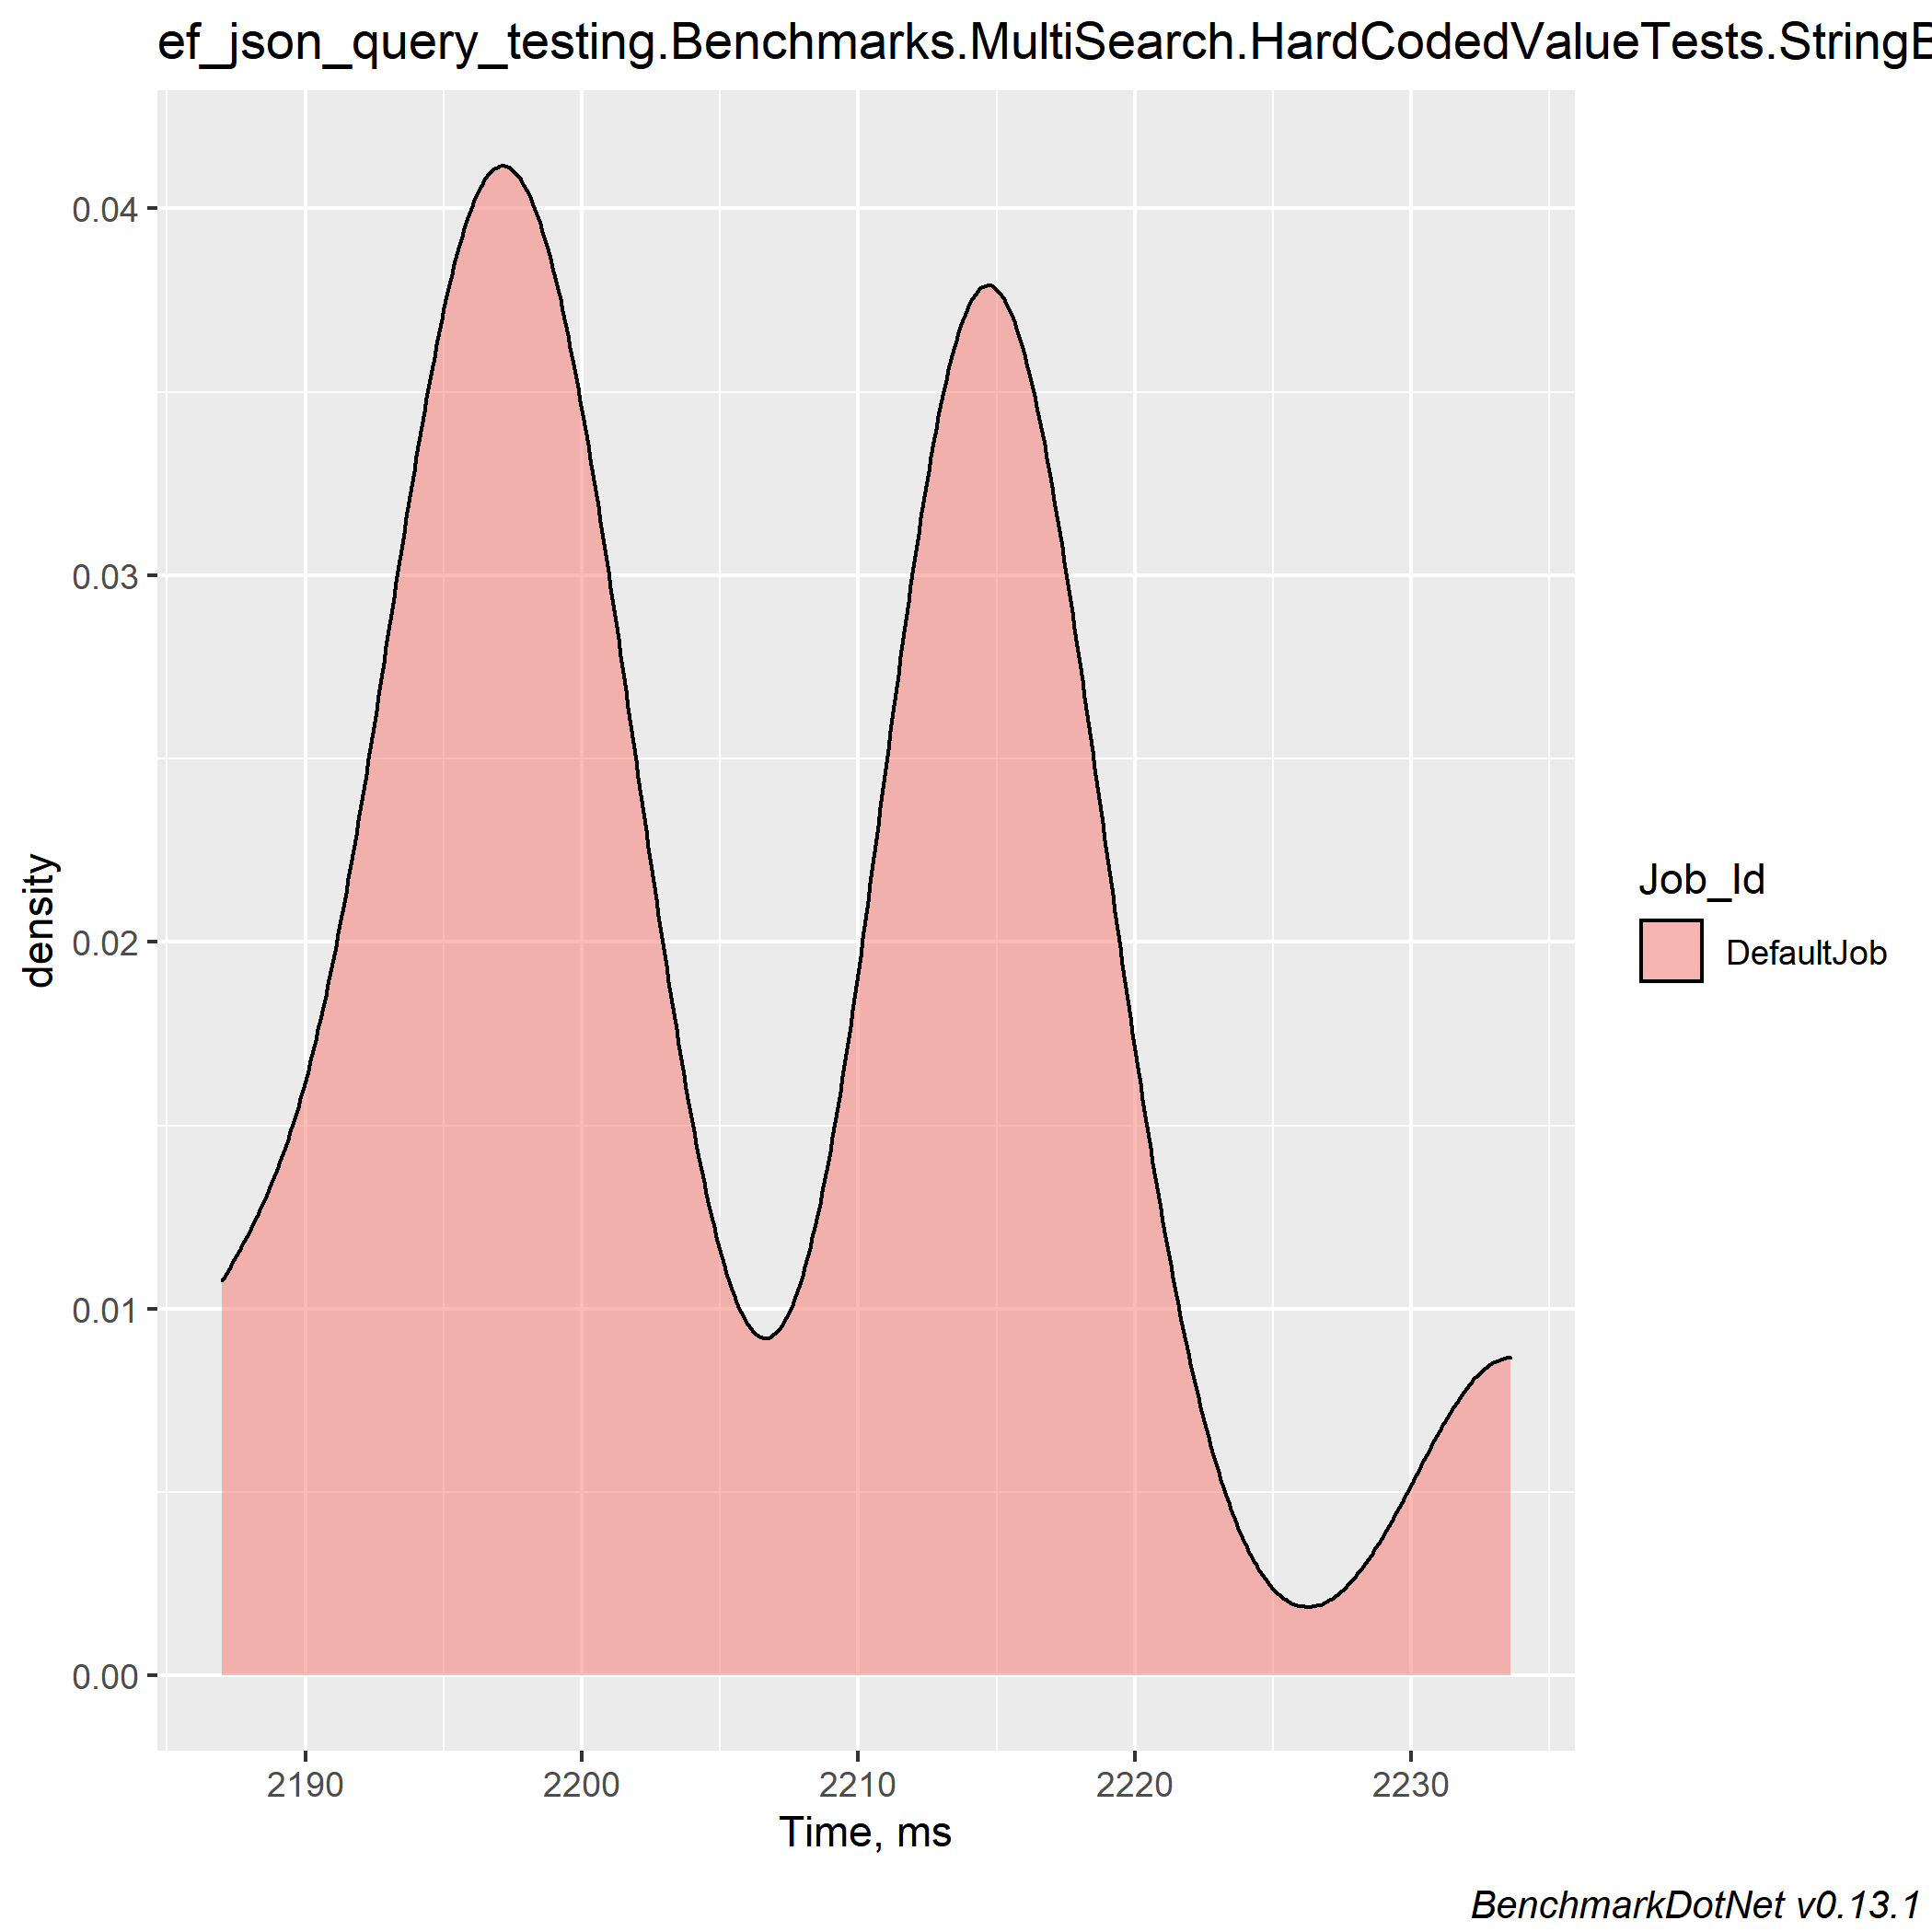 ef_json_query_testing.Benchmarks.MultiSearch.HardCodedValueTests.StringB
0.04
0.03
0.02
0.01
0.00
density
2190 2200 2210 2220 2230
Time, ms
Job_Id
DefaultJob
BenchmarkDotNet v0.13.1